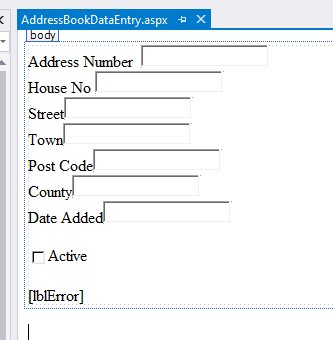 AddressBookDataEntry.aspx
body
Address Number
House No
Street
Town
Post Code
County
Date Added
Active
[lblError]